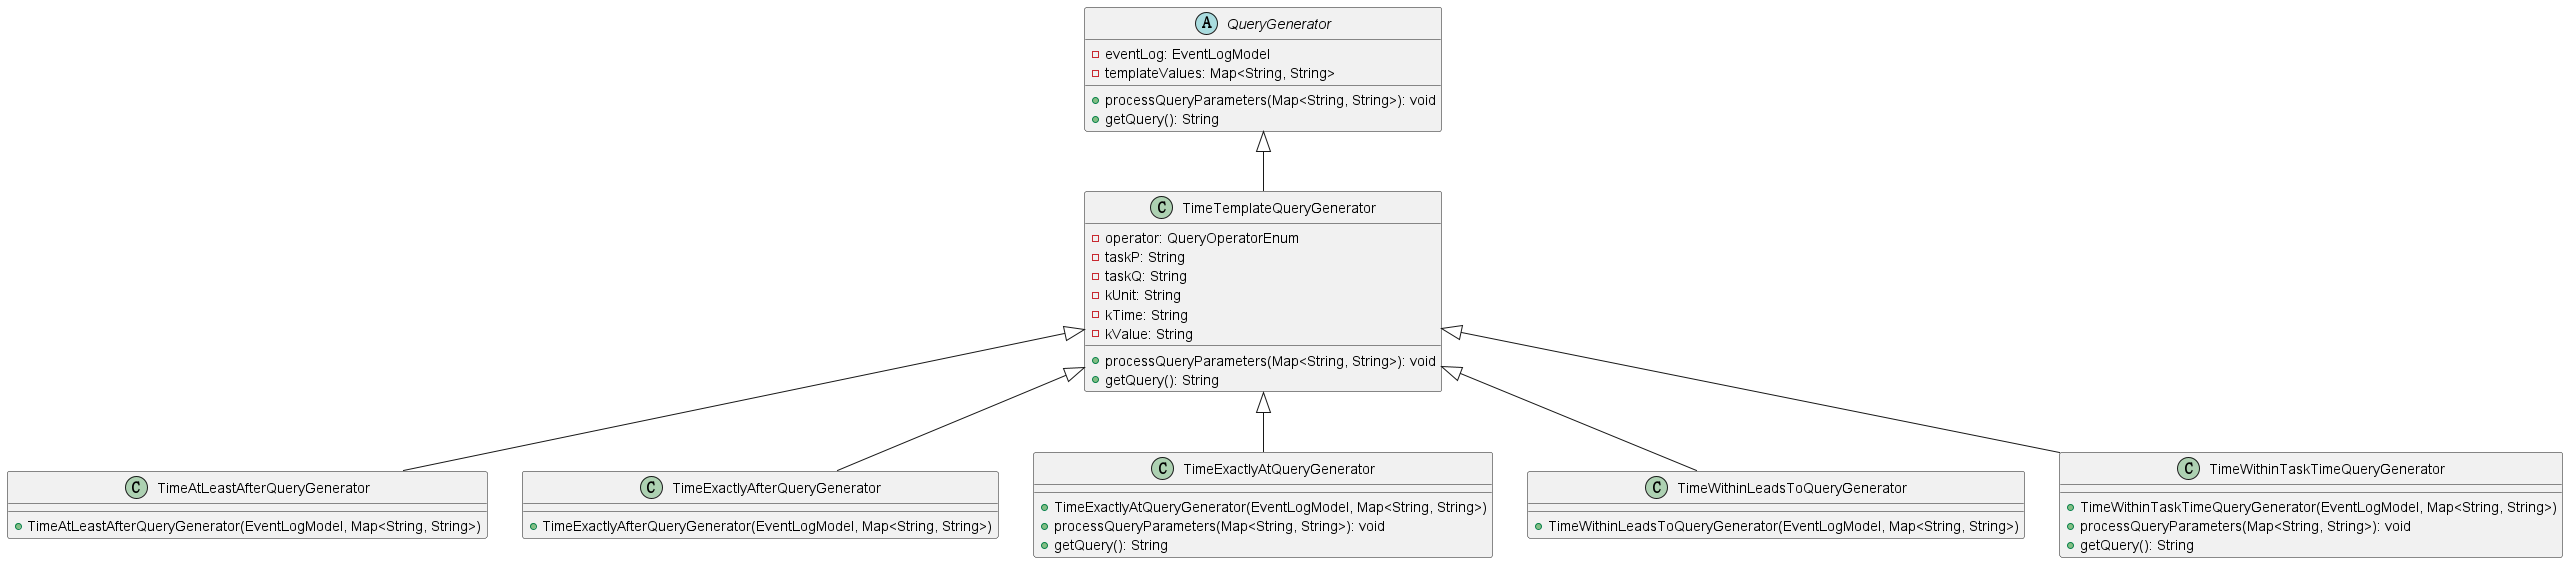 A QueryGenerator
eventLog: EventLogModel
templateValues: Map<String, String>
processQueryParameters(Map<String, String>): void
getQuery(): String
C TimeTemplateQueryGenerator
operator: QueryOperatorEnum
taskP: String
taskQ: String
kUnit: String
kTime: String
kValue: String
processQueryParameters(Map<String, String>): void
getQuery(): String
C TimeAtLeastAfterQueryGenerator
TimeAtLeastAfterQueryGenerator(EventLogModel, Map<String, String>)
C TimeExactlyAfterQueryGenerator
TimeExactlyAfterQueryGenerator(EventLogModel, Map<String, String>)
C TimeExactlyAtQueryGenerator
TimeExactlyAtQueryGenerator(EventLogModel, Map<String, String>)
processQueryParameters(Map<String, String>): void
getQuery(): String
C TimeWithinLeadsToQueryGenerator
TimeWithinLeadsToQueryGenerator(EventLogModel, Map<String, String>)
C TimeWithinTaskTimeQueryGenerator
TimeWithinTaskTimeQueryGenerator(EventLogModel, Map<String, String>)
processQueryParameters(Map<String, String>): void
getQuery(): String